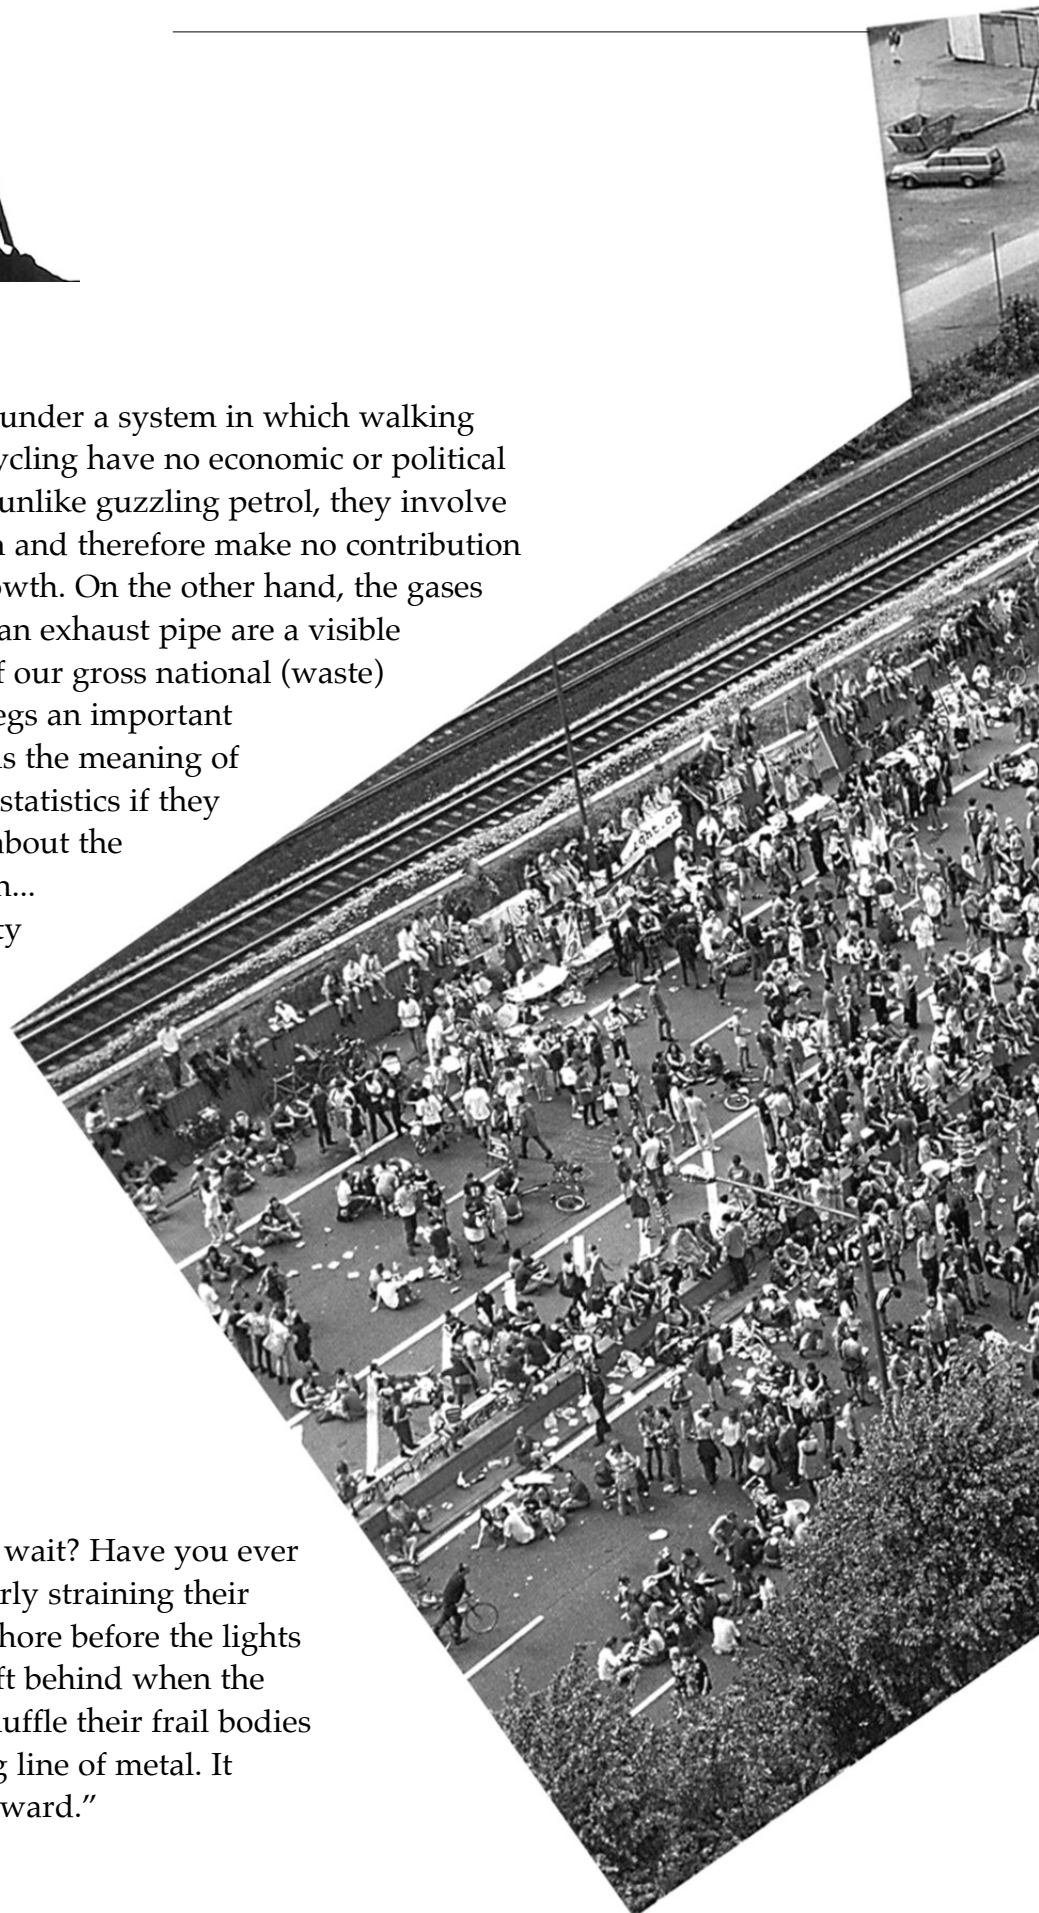 under a system in which walking
ycling have no economic or political
unlike guzzling petrol, they involve
and therefore make no contribution
owth. On the other hand, the gases
an exhaust pipe are a visible
f our gross national (waste)
egs an important
is the meaning of
statistics if they
about the
n...
ty
wait? Have you ever
rly straining their
hore before the lights
ft behind when the
uffle their frail bodies
g line of metal. It
ward.”